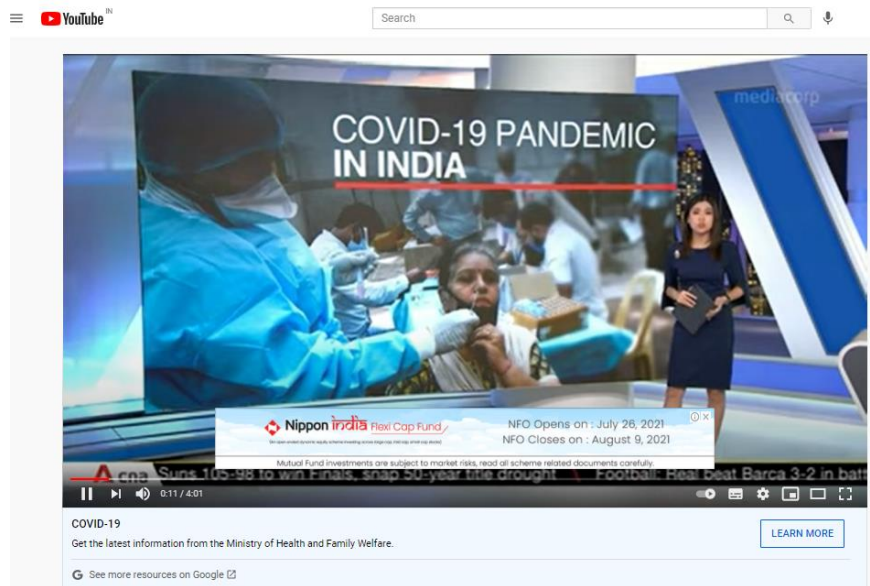 YouTube IN
Search
mediacorp
COVID-19 PANDEMIC
IN INDIA
Nippon india Flexi Cap Fund
NFO Opens on : July 26, 2021
NFO Closes on : August 9, 2021
Mutual Fund investments are subject to market risks, read all scheme related documents carefully.
cna Suns 105-98 to win Finals, snap 50-year title drought Football: Real beat Barca 3-2 in batt
0:11 / 4:01
COVID-19
Get the latest information from the Ministry of Health and Family Welfare.
LEARN MORE
G See more resources on Google